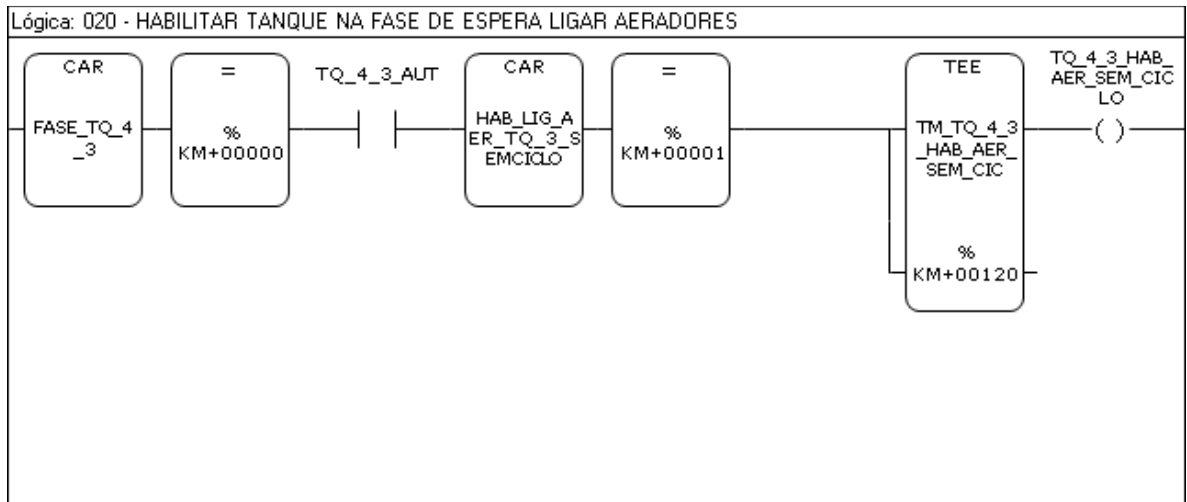 Lógica: 020 - HABILITAR TANQUE NA FASE DE ESPERA LIGAR AERADORES
CAR
FASE_TQ_4
_3
=
%
KM+00000
TQ_4_3_AUT
CAR
HAB_LIG_A
ER_TQ_3_S
EMCICLO
=
%
KM+00001
TEE
TM_TQ_4_3
_HAB_AER_
SEM_CIC
%
KM+00120
TQ_4_3_HAB_
AER_SEM_CIC
LO
( )